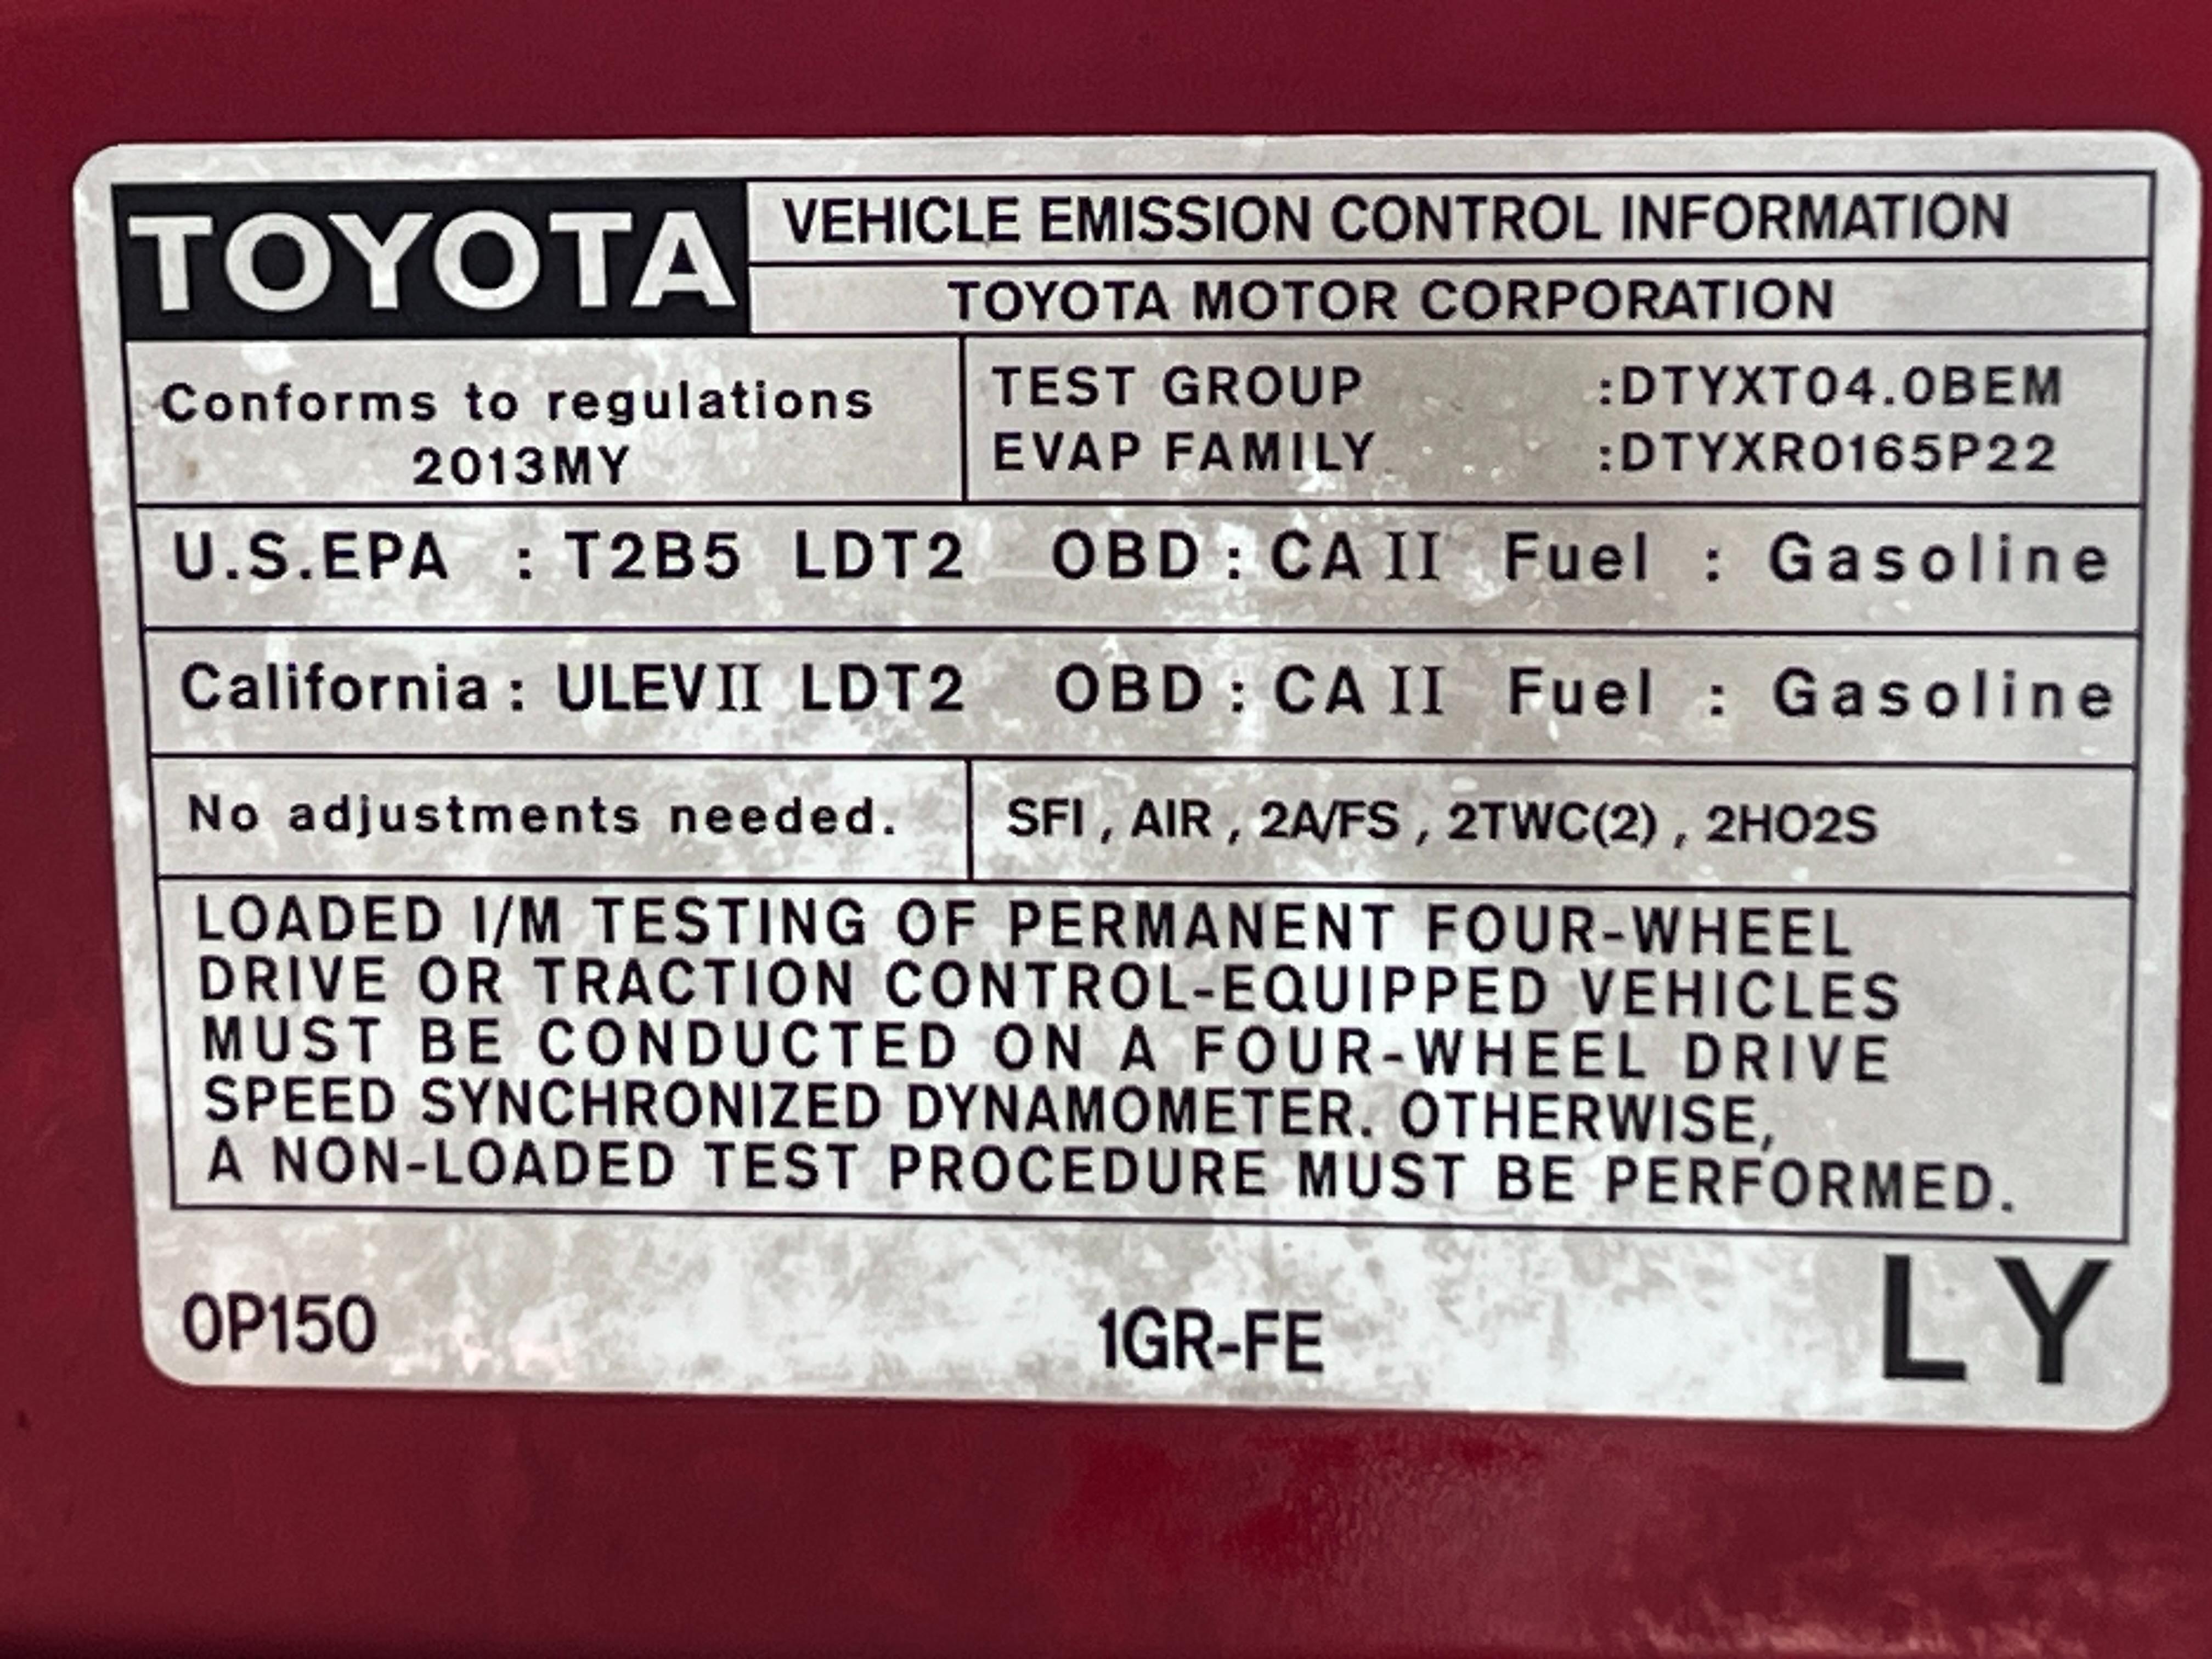 TOYOTA VEHICLE EMISSION CONTROL INFORMATION
TOYOTA MOTOR CORPORATION
Conforms to regulations
2013MY
TEST GROUP :DTYXT04.0BEM
EVAP FAMILY :DTYXR0165P22
U.S.EPA : T2B5 LDT2 OBD : CA II Fuel : Gasoline
California : ULEV II LDT2 OBD : CA II Fuel : Gasoline
No adjustments needed. SFI , AIR , 2A/FS , 2TWC(2) , 2HO2S
LOADED I/M TESTING OF PERMANENT FOUR-WHEEL
DRIVE OR TRACTION CONTROL-EQUIPPED VEHICLES
MUST BE CONDUCTED ON A FOUR-WHEEL DRIVE
SPEED SYNCHRONIZED DYNAMOMETER. OTHERWISE,
A NON-LOADED TEST PROCEDURE MUST BE PERFORMED.
0P150 1GR-FE LY